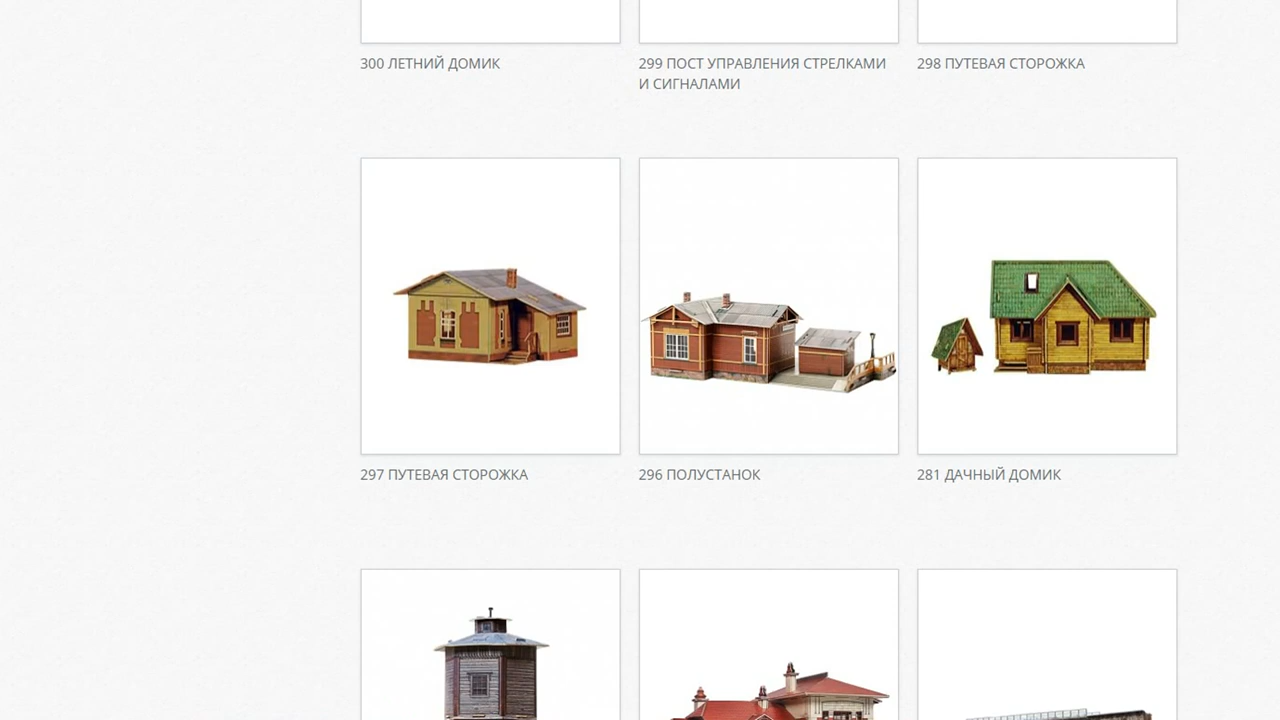 300 ЛЕТНИЙ ДОМИК
299 ПОСТ УПРАВЛЕНИЯ СТРЕЛКАМИ
И СИГНАЛАМИ
298 ПУТЕВАЯ СТОРОЖКА
297 ПУТЕВАЯ СТОРОЖКА
296 ПОЛУСТАНОК
281 ДАЧНЫЙ ДОМИК